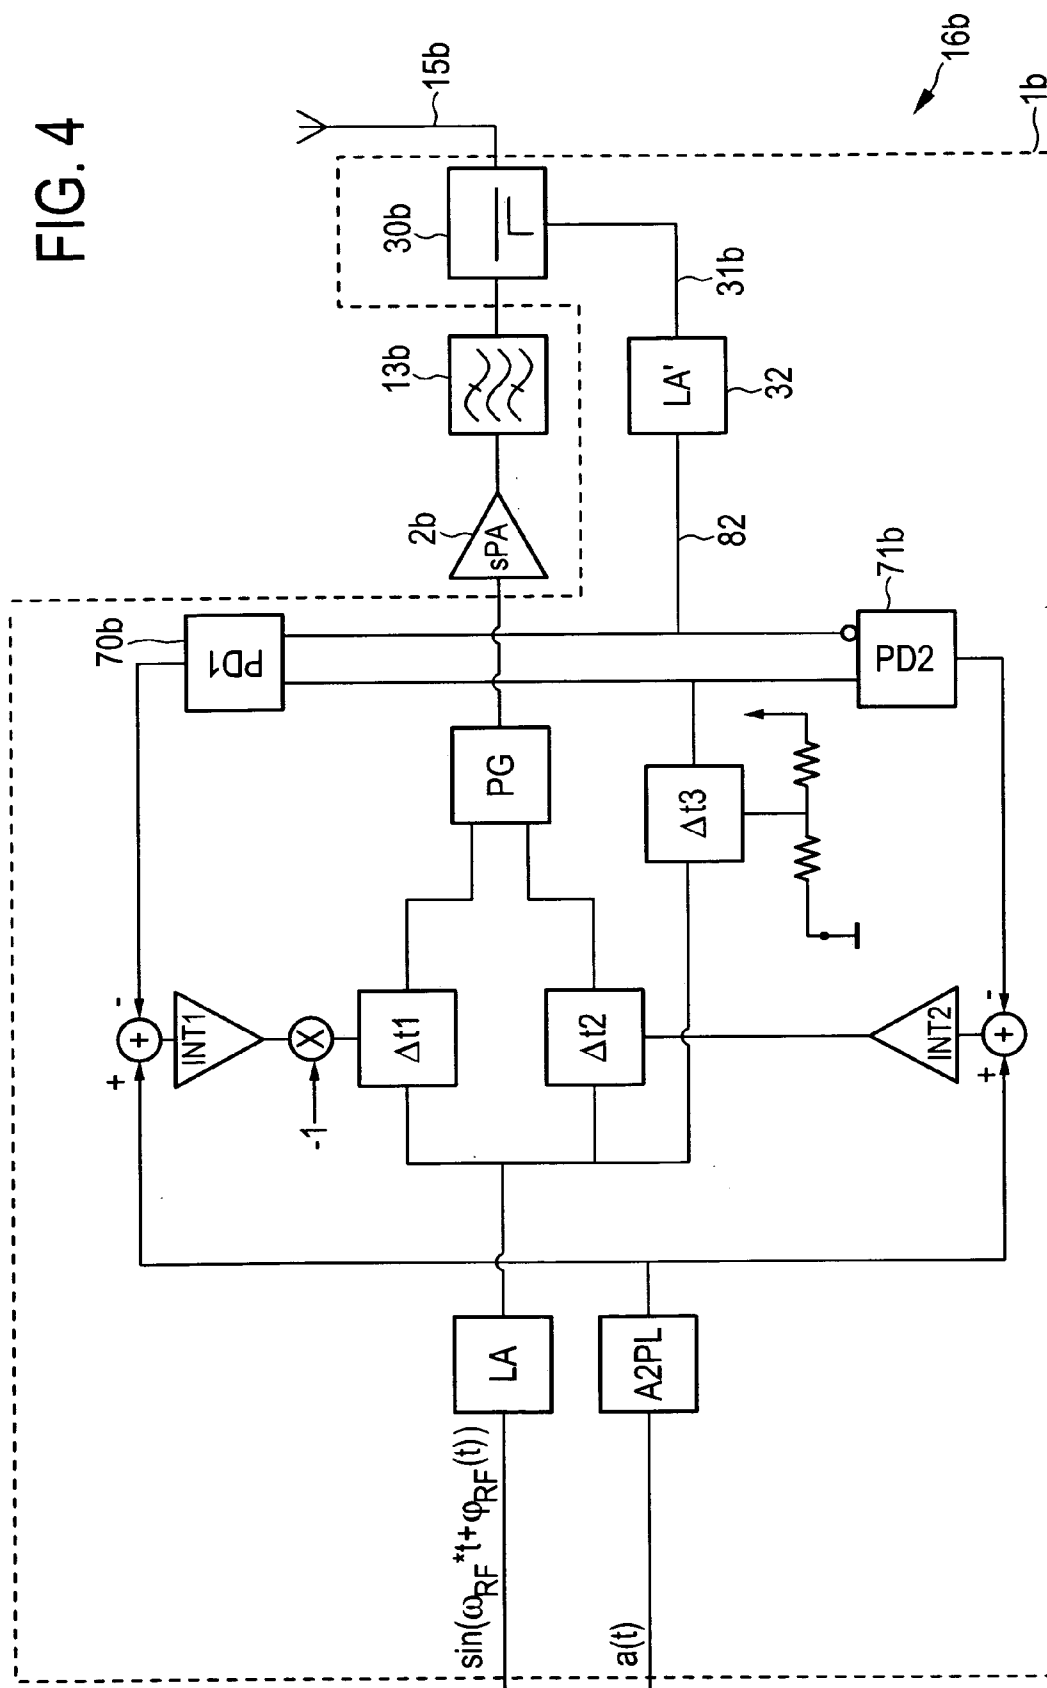 FIG. 4
16b
1b
15b
30b
31b
13b
LA'
32
2b
sPA
82
70b
PD1
71b
PD2
PG
Δt3
-
+
+
INT1
X
-1
Δt1
Δt2
INT2
-
+
+
LA
A2PL
sin(ω_RF*t+φ_RF(t))
a(t)